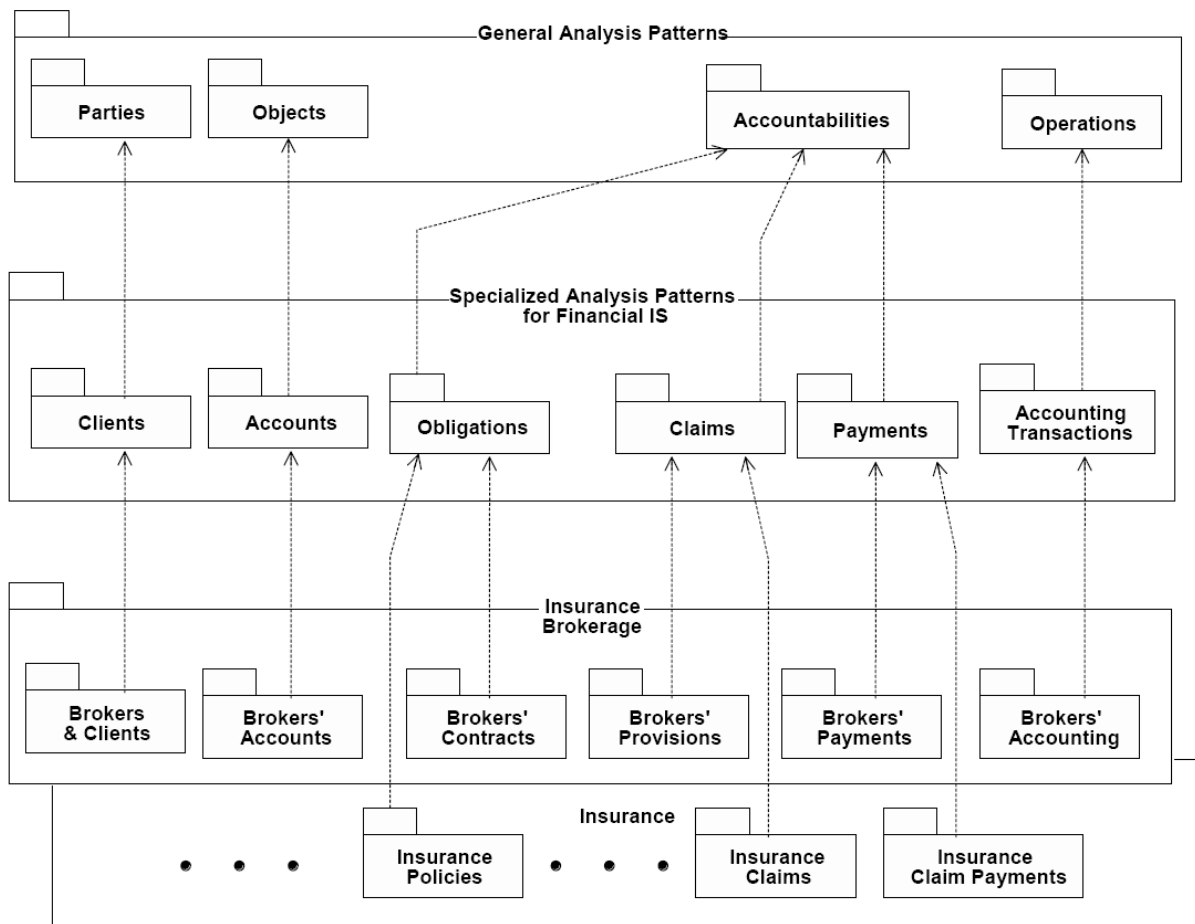 General Analysis Patterns
Parties
Objects
Accountabilities
Operations
Specialized Analysis Patterns
for Financial IS
Clients
Accounts
Obligations
Claims
Payments
Accounting
Transactions
Insurance
Brokerage
Brokers
& Clients
Brokers'
Accounts
Brokers'
Contracts
Brokers'
Provisions
Brokers'
Payments
Brokers'
Accounting
Insurance
Insurance
Policies
Insurance
Claims
Insurance
Claim Payments